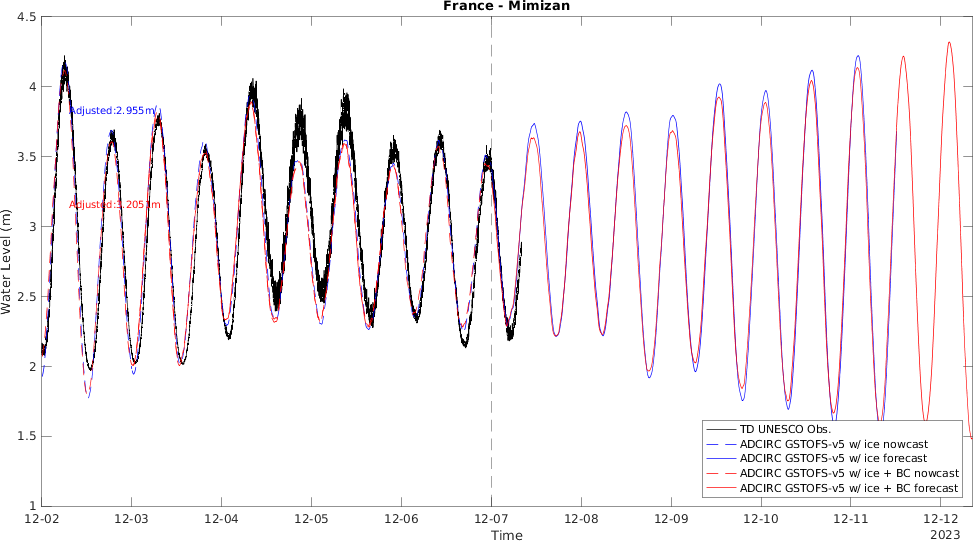 France - Mimizan
Water Level (m)
4.5
4
3.5
3
2.5
2
1.5
1
Adjusted:2.955m
12-02
12-03
12-04
12-05
12-06
12-07
12-08
12-09
12-10
12-11
12-12
2023
Time
TD UNESCO Obs.
ADCIRC GSTOFS-v5 w/ ice nowcast
ADCIRC GSTOFS-v5 w/ ice forecast
ADCIRC GSTOFS-v5 w/ ice + BC nowcast
ADCIRC GSTOFS-v5 w/ ice + BC forecast